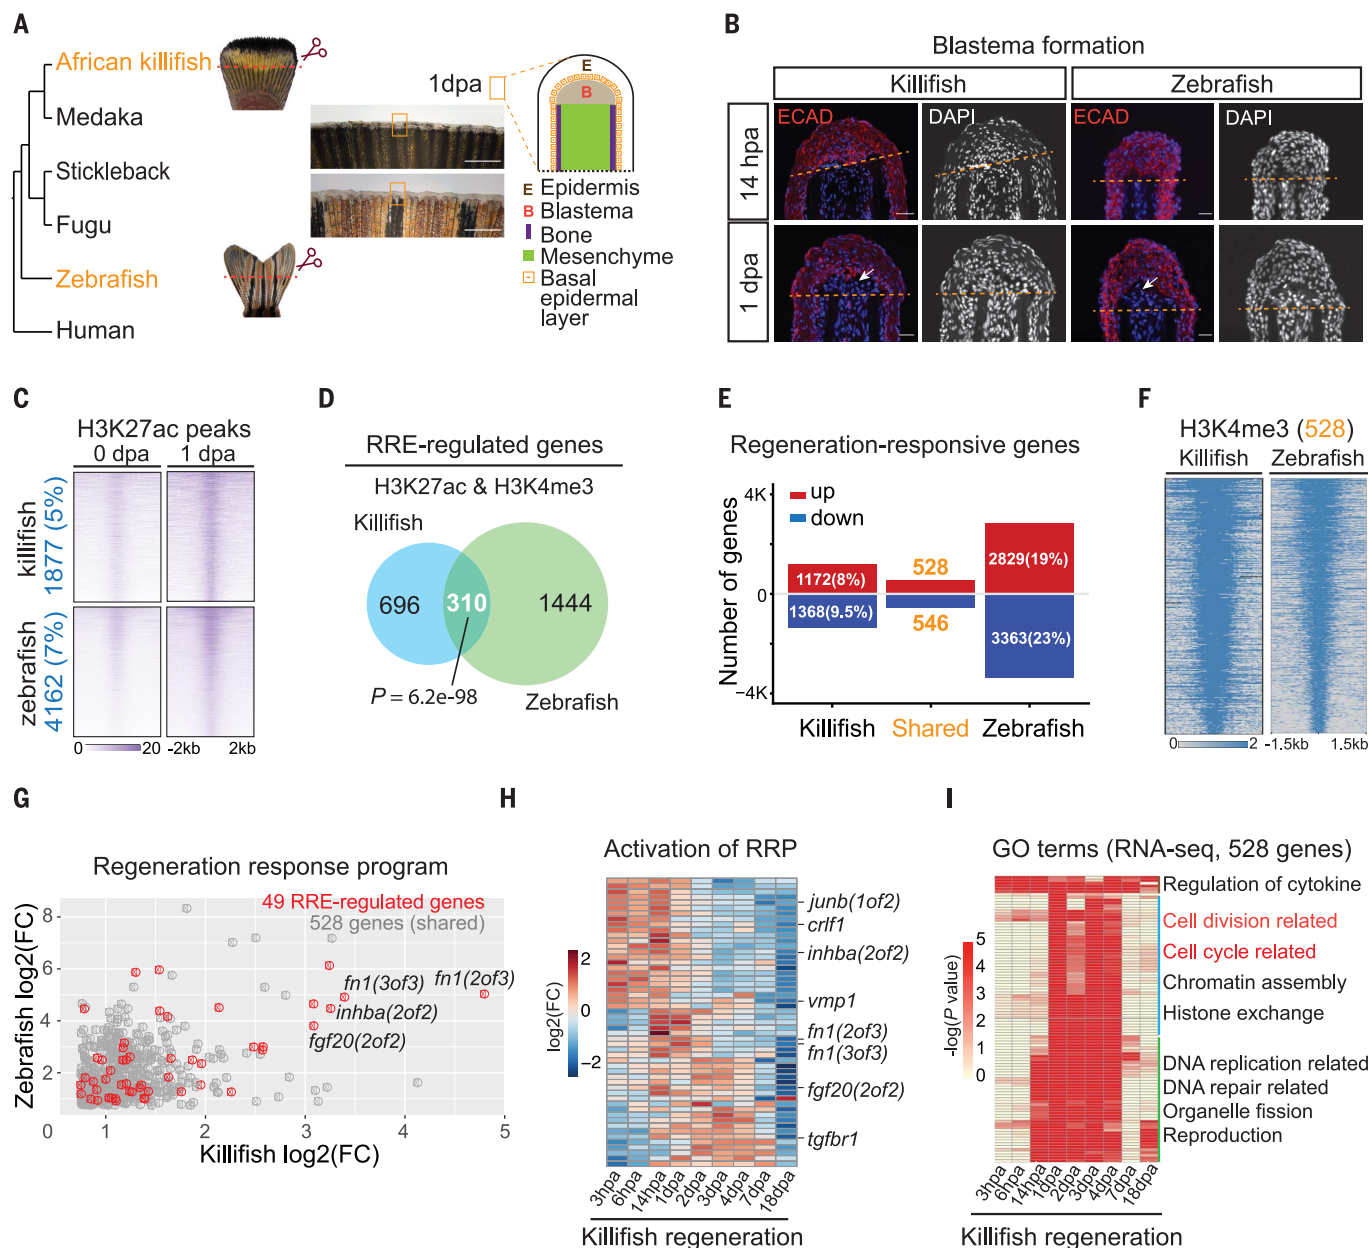 A
African killifish
Medaka
Stickleback
Fugu
Zebrafish
Human
1dpa
E
B
E Epidermis
B Blastema
Bone
Mesenchyme
Basal
epidermal
layer
B
Blastema formation
Killifish
Zebrafish
ECAD
DAPI
ECAD
DAPI
14 hpa
1 dpa
C
H3K27ac peaks
0 dpa
1 dpa
killifish
1877 (5%)
zebrafish
4162 (7%)
0
20
-2kb
2kb
D
RRE-regulated genes
H3K27ac & H3K4me3
Killifish
696
310
1444
P = 6.2e-98
Zebrafish
E
Regeneration-responsive genes
Number of genes
4K
0
−4K
up
down
1172(8%)
1368(9.5%)
528
546
2829(19%)
3363(23%)
Killifish
Shared
Zebrafish
F
H3K4me3 (528)
Killifish
Zebrafish
0
2
-1.5kb
1.5kb
G
Regeneration response program
49 RRE-regulated genes
528 genes (shared)
fn1(3of3)
fn1(2of3)
inhba(2of2)
fgf20(2of2)
Zebrafish log2(FC)
8
6
4
2
1
2
3
4
5
Killifish log2(FC)
H
Activation of RRP
log2(FC)
2
0
−2
junb(1of2)
crlf1
inhba(2of2)
vmp1
fn1(2of3)
fn1(3of3)
fgf20(2of2)
tgfbr1
3hpa
6hpa
14hpa
1dpa
2dpa
3dpa
4dpa
7dpa
18dpa
Killifish regeneration
I
GO terms (RNA-seq, 528 genes)
-log(P value)
5
4
3
2
1
0
Regulation of cytokine
Cell division related
Cell cycle related
Chromatin assembly
Histone exchange
DNA replication related
DNA repair related
Organelle fission
Reproduction
3hpa
6hpa
14hpa
1dpa
2dpa
3dpa
4dpa
7dpa
18dpa
Killifish regeneration